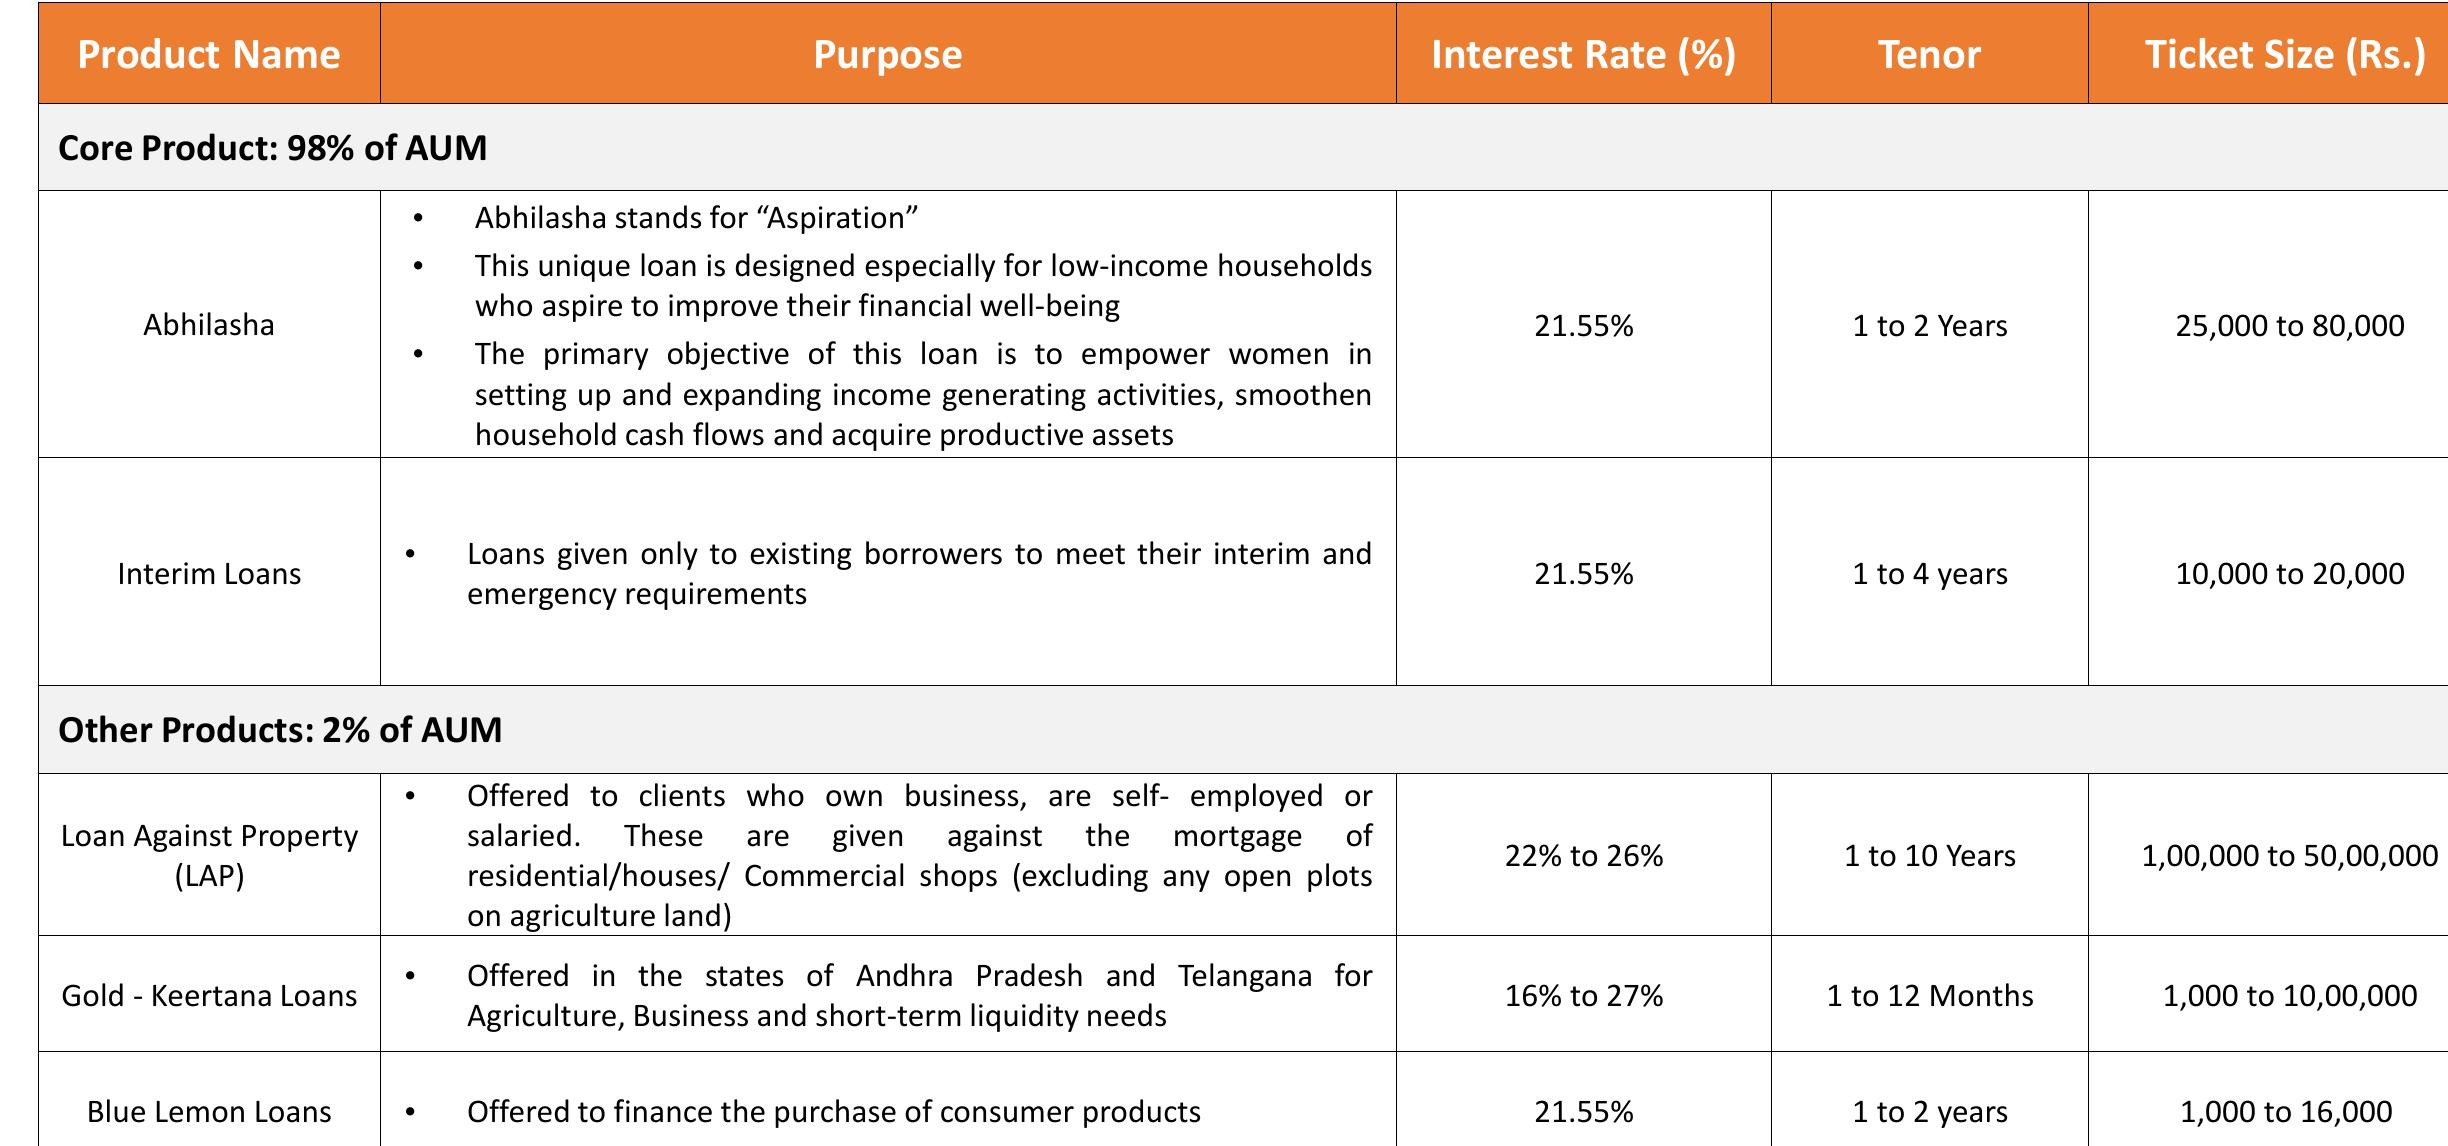 Product Name Purpose Interest Rate (%) Tenor Ticket Size (Rs.)
Core Product: 98% of AUM
Abhilasha
• Abhilasha stands for “Aspiration”
• This unique loan is designed especially for low-income households
who aspire to improve their financial well-being
• The primary objective of this loan is to empower women in
setting up and expanding income generating activities, smoothen
household cash flows and acquire productive assets
21.55%
1 to 2 Years
25,000 to 80,000
Interim Loans
• Loans given only to existing borrowers to meet their interim and
emergency requirements
21.55%
1 to 4 years
10,000 to 20,000
Other Products: 2% of AUM
Loan Against Property
(LAP)
• Offered to clients who own business, are self- employed or
salaried. These are given against the mortgage of
residential/houses/ Commercial shops (excluding any open plots
on agriculture land)
22% to 26%
1 to 10 Years
1,00,000 to 50,00,000
Gold - Keertana Loans
• Offered in the states of Andhra Pradesh and Telangana for
Agriculture, Business and short-term liquidity needs
16% to 27%
1 to 12 Months
1,000 to 10,00,000
Blue Lemon Loans
• Offered to finance the purchase of consumer products
21.55%
1 to 2 years
1,000 to 16,000